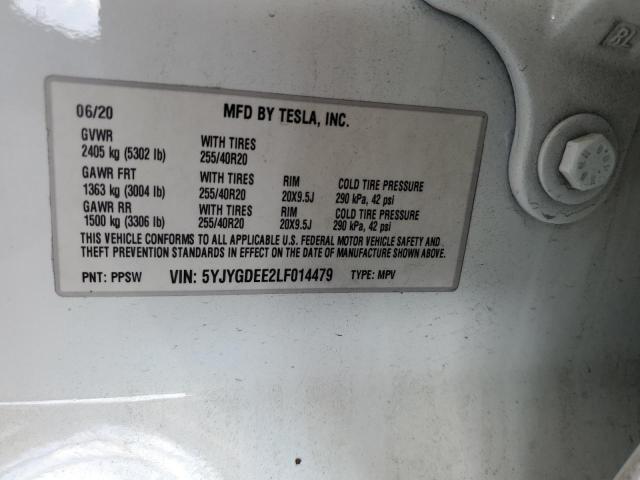 06/20 MFD BY TESLA, INC.
GVWR WITH TIRES
2405 kg (5302 lb) 255/40R20
GAWR FRT WITH TIRES RIM COLD TIRE PRESSURE
1363 kg (3004 lb) 255/40R20 20X9.5J 290 kPa, 42 psi
GAWR RR WITH TIRES RIM COLD TIRE PRESSURE
1500 kg (3306 lb) 255/40R20 20X9.5J 290 kPa, 42 psi
THIS VEHICLE CONFORMS TO ALL APPLICABLE U.S. FEDERAL MOTOR VEHICLE SAFETY AND
THEFT PREVENTION STANDARDS IN EFFECT ON THE DATE OF MANUFACTURE SHOWN ABOVE.
PNT: PPSW VIN: 5YJYGDEE2LF014479 TYPE: MPV
RL